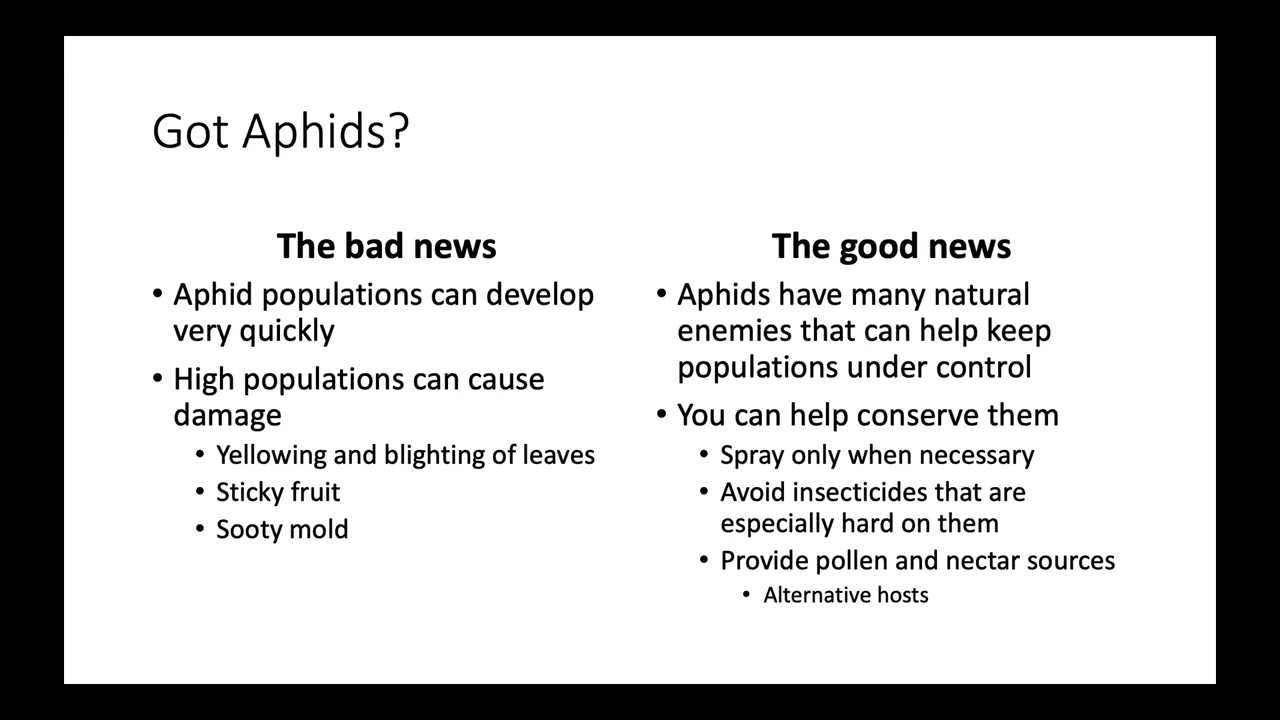 Got Aphids?
The bad news
• Aphid populations can develop
very quickly
• High populations can cause
damage
• Yellowing and blighting of leaves
• Sticky fruit
• Sooty mold
The good news
• Aphids have many natural
enemies that can help keep
populations under control
• You can help conserve them
• Spray only when necessary
• Avoid insecticides that are
especially hard on them
• Provide pollen and nectar sources
• Alternative hosts